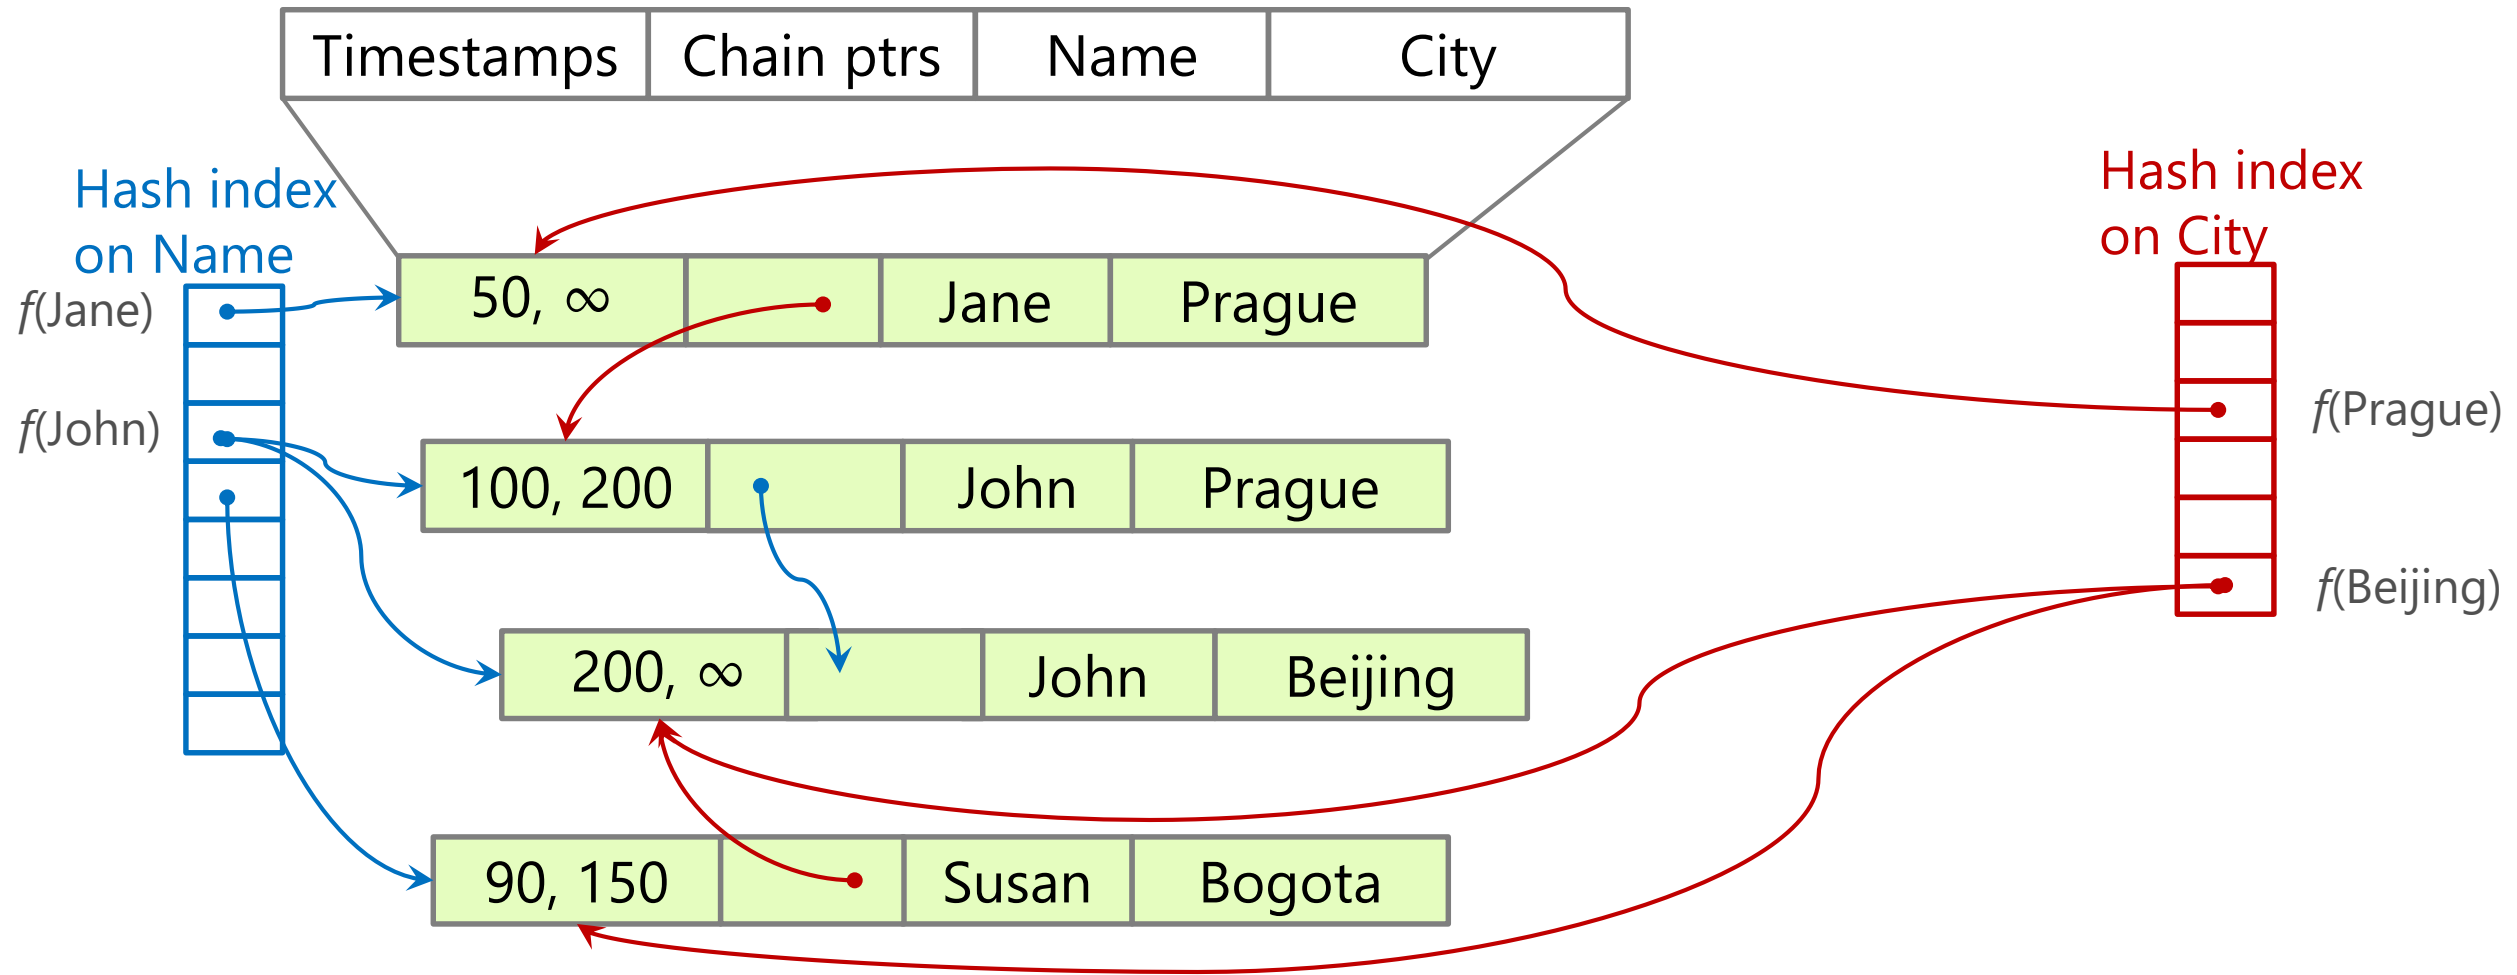 Timestamps Chain ptrs Name City
Hash index
on Name
Hash index
on City
f(Jane)
50, ∞ Jane Prague
f(Prague)
f(John)
100, 200 John Prague
f(Beijing)
200, ∞ John Beijing
90, 150 Susan Bogota